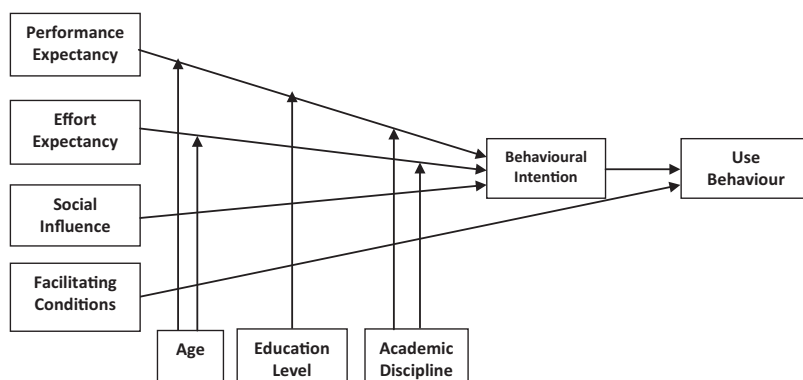 Performance
Expectancy
Effort
Expectancy
Social
Influence
Facilitating
Conditions
Behavioural
Intention
Use
Behaviour
Age
Education
Level
Academic
Discipline